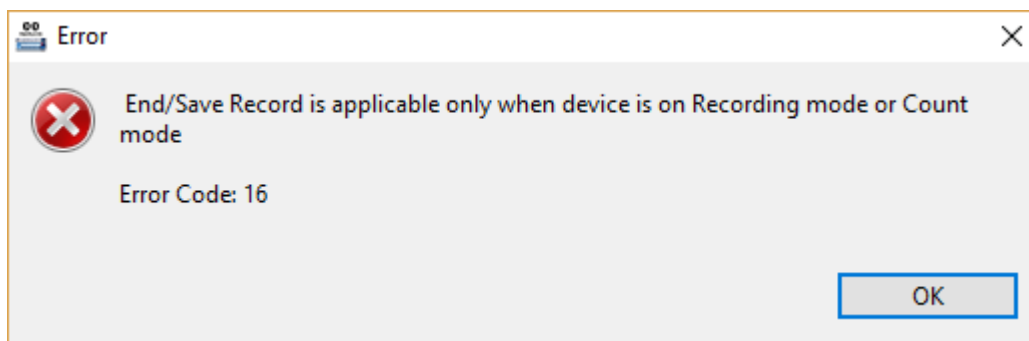 Error
End/Save Record is applicable only when device is on Recording mode or Count
mode
Error Code: 16
OK